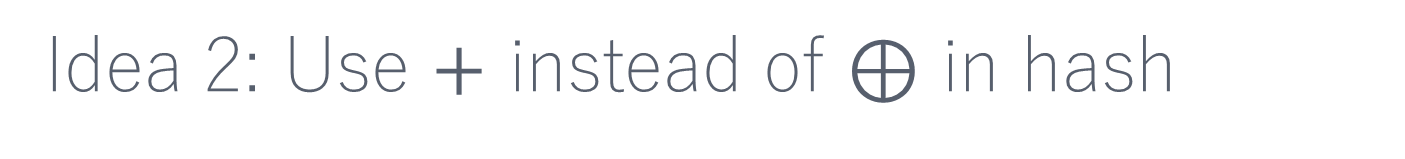 Idea 2: Use + instead of ⊕ in hash